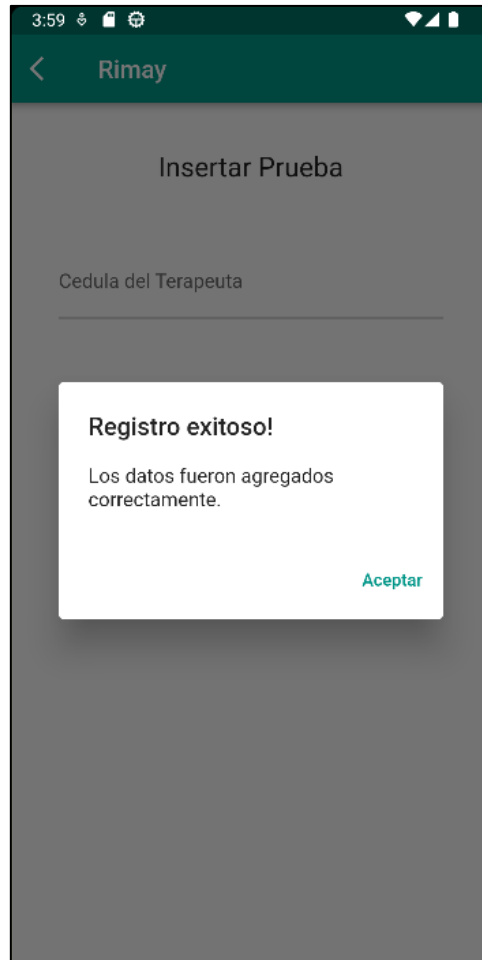 3:59
Rimay
Insertar Prueba
Cedula del Terapeuta
Registro exitoso!
Los datos fueron agregados
correctamente.
Aceptar